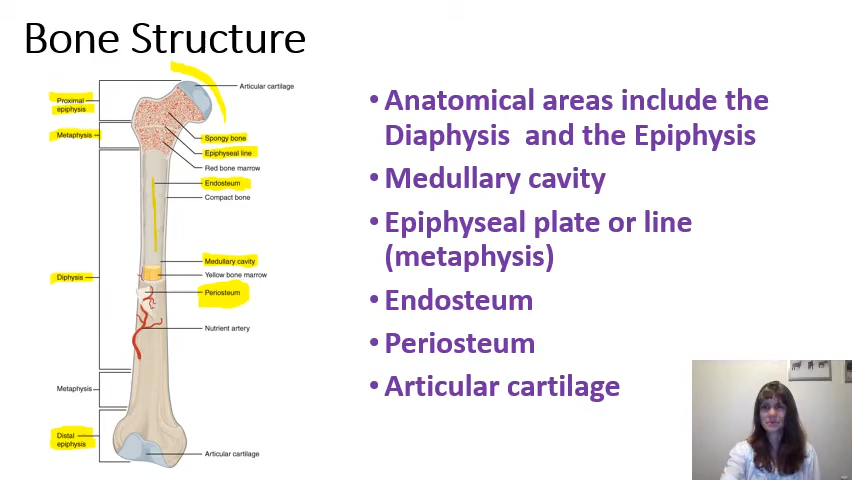 Bone Structure
Articular cartilage
Proximal
epiphysis
Metaphysis
Spongy bone
Epiphyseal line
Red bone marrow
Endosteum
Compact bone
Medullary cavity
Yellow bone marrow
Diphysis
Periosteum
Nutrient artery
Metaphysis
Distal
epiphysis
Articular cartilage
• Anatomical areas include the
Diaphysis and the Epiphysis
• Medullary cavity
• Epiphyseal plate or line
(metaphysis)
• Endosteum
• Periosteum
• Articular cartilage